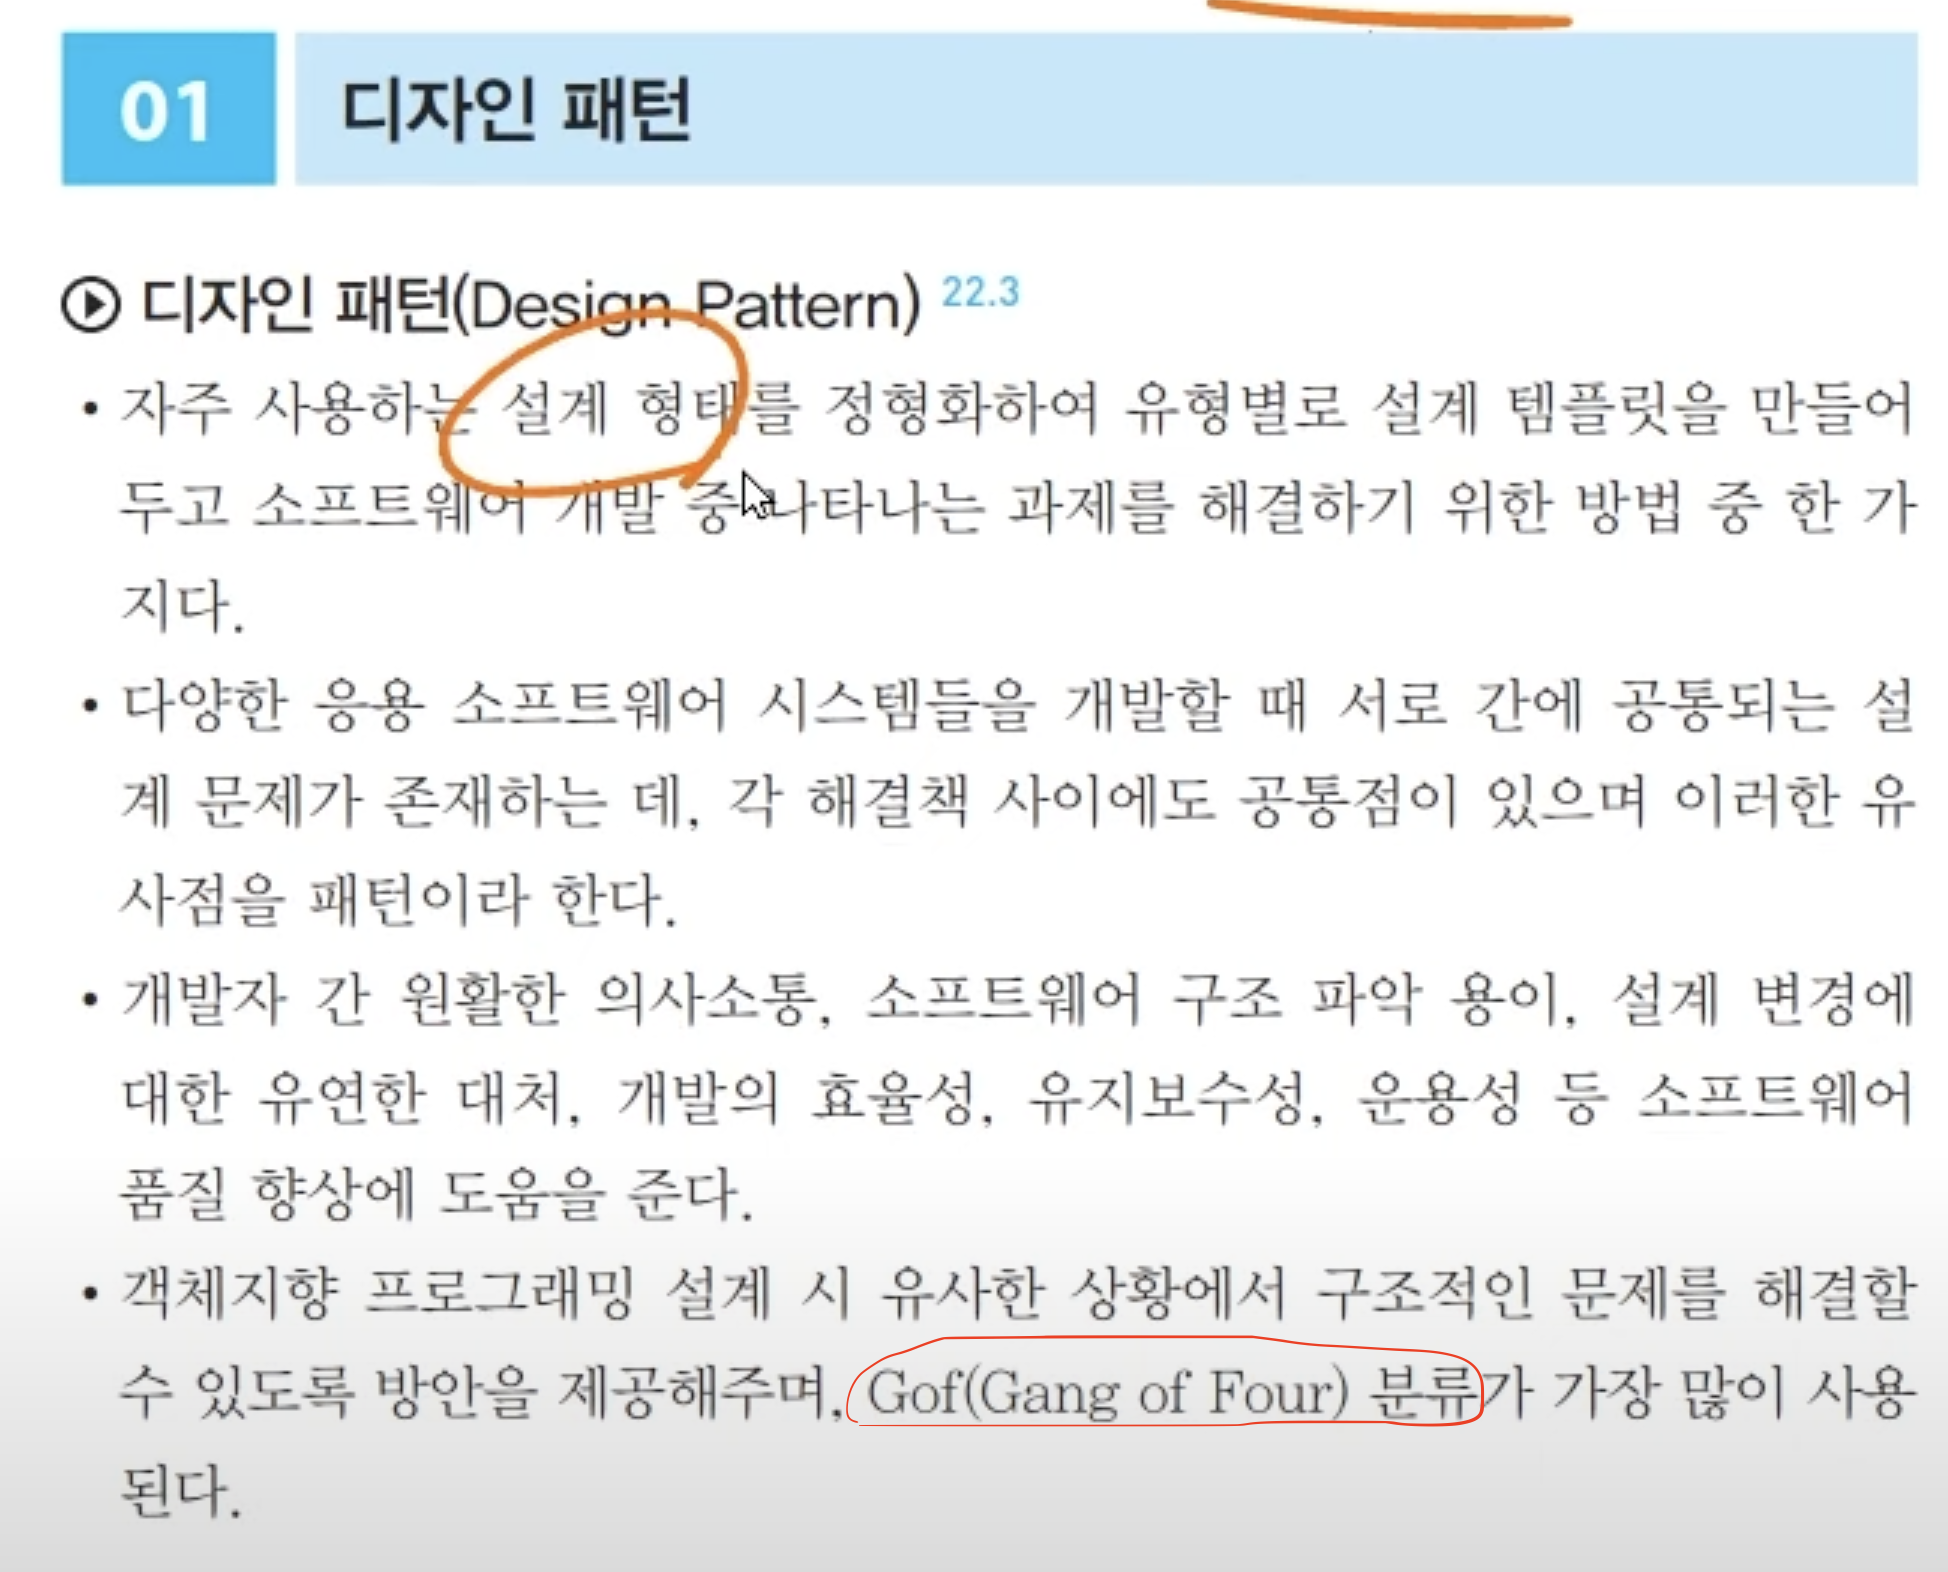 01 디자인 패턴
디자인 패턴(Design Pattern) 22.3
• 자주 사용하는 설계 형태를 정형화하여 유형별로 설계 템플릿을 만들어
두고 소프트웨어 개발 중 나타나는 과제를 해결하기 위한 방법 중 한 가
지다.
• 다양한 응용 소프트웨어 시스템들을 개발할 때 서로 간에 공통되는 설
계 문제가 존재하는 데, 각 해결책 사이에도 공통점이 있으며 이러한 유
사점을 패턴이라 한다.
• 개발자 간 원활한 의사소통, 소프트웨어 구조 파악 용이, 설계 변경에
대한 유연한 대처, 개발의 효율성, 유지보수성, 운용성 등 소프트웨어
품질 향상에 도움을 준다.
• 객체지향 프로그래밍 설계 시 유사한 상황에서 구조적인 문제를 해결할
수 있도록 방안을 제공해주며, Gof(Gang of Four) 분류가 가장 많이 사용
된다.